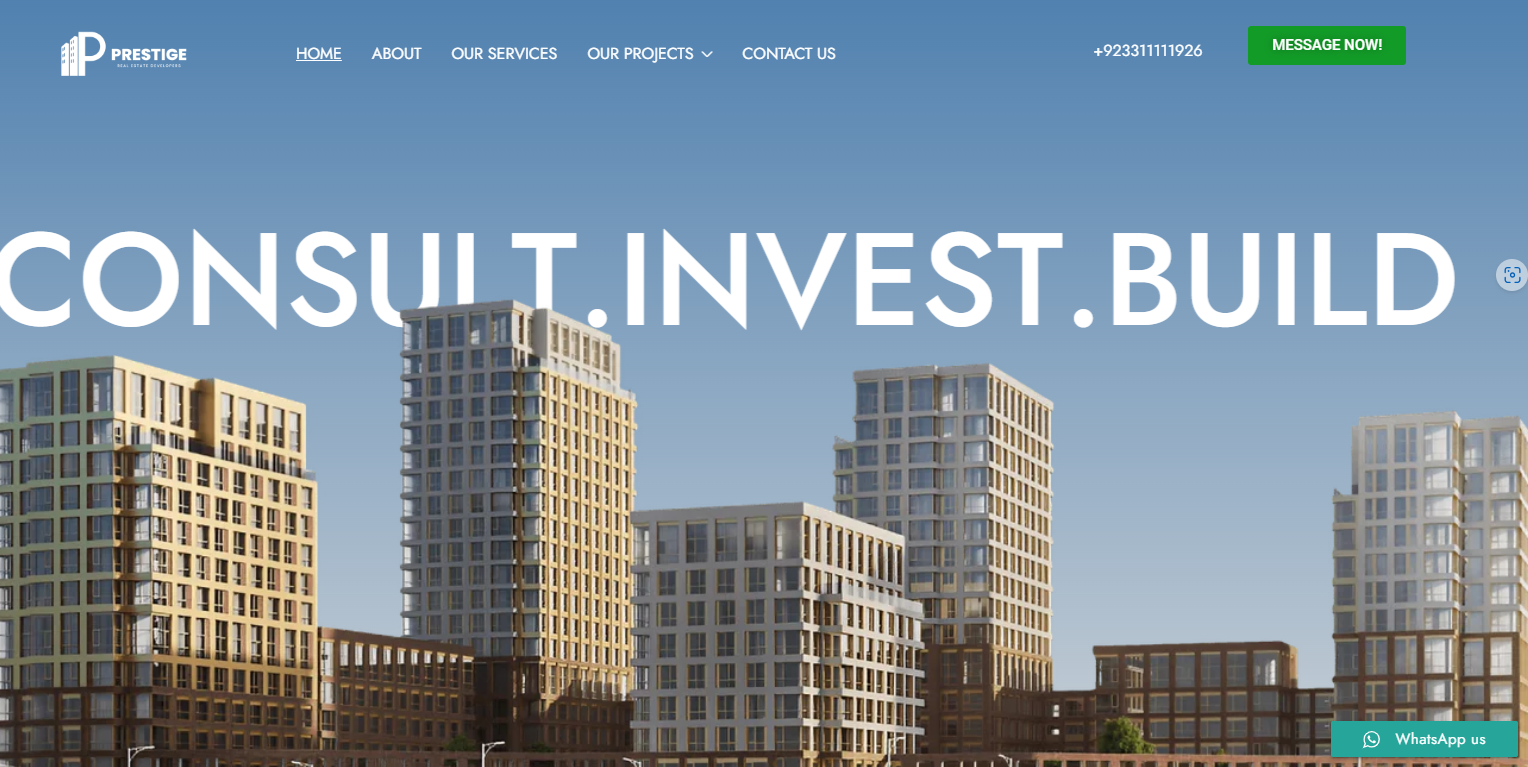 PRESTIGE
REAL ESTATE DEVELOPERS
HOME
ABOUT
OUR SERVICES
OUR PROJECTS
CONTACT US
+923311111926
MESSAGE NOW!
CONSULT.INVEST.BUILD
WhatsApp us